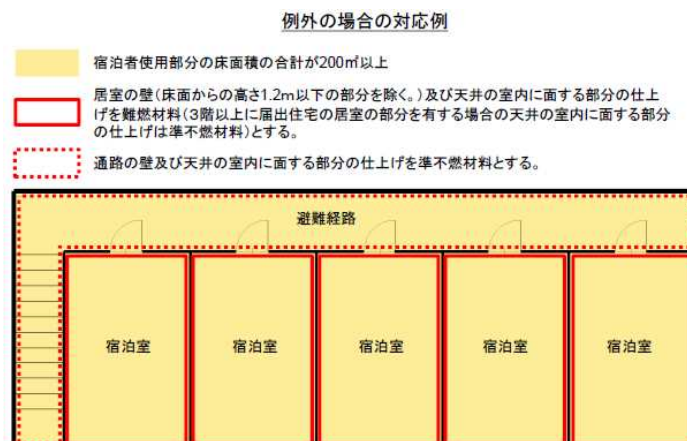 例外の場合の対応例
宿泊者使用部分の床面積の合計が200㎡以上
居室の壁(床面からの高さ1.2m以下の部分を除く。)及び天井の室内に面する部分の仕上
げを難燃材料(3階以上に届出住宅の居室の部分を有する場合の天井の室内に面する部分
の仕上げは準不燃材料)とする。
通路の壁及び天井の室内に面する部分の仕上げを準不燃材料とする。
避難経路
宿泊室
宿泊室
宿泊室
宿泊室
宿泊室